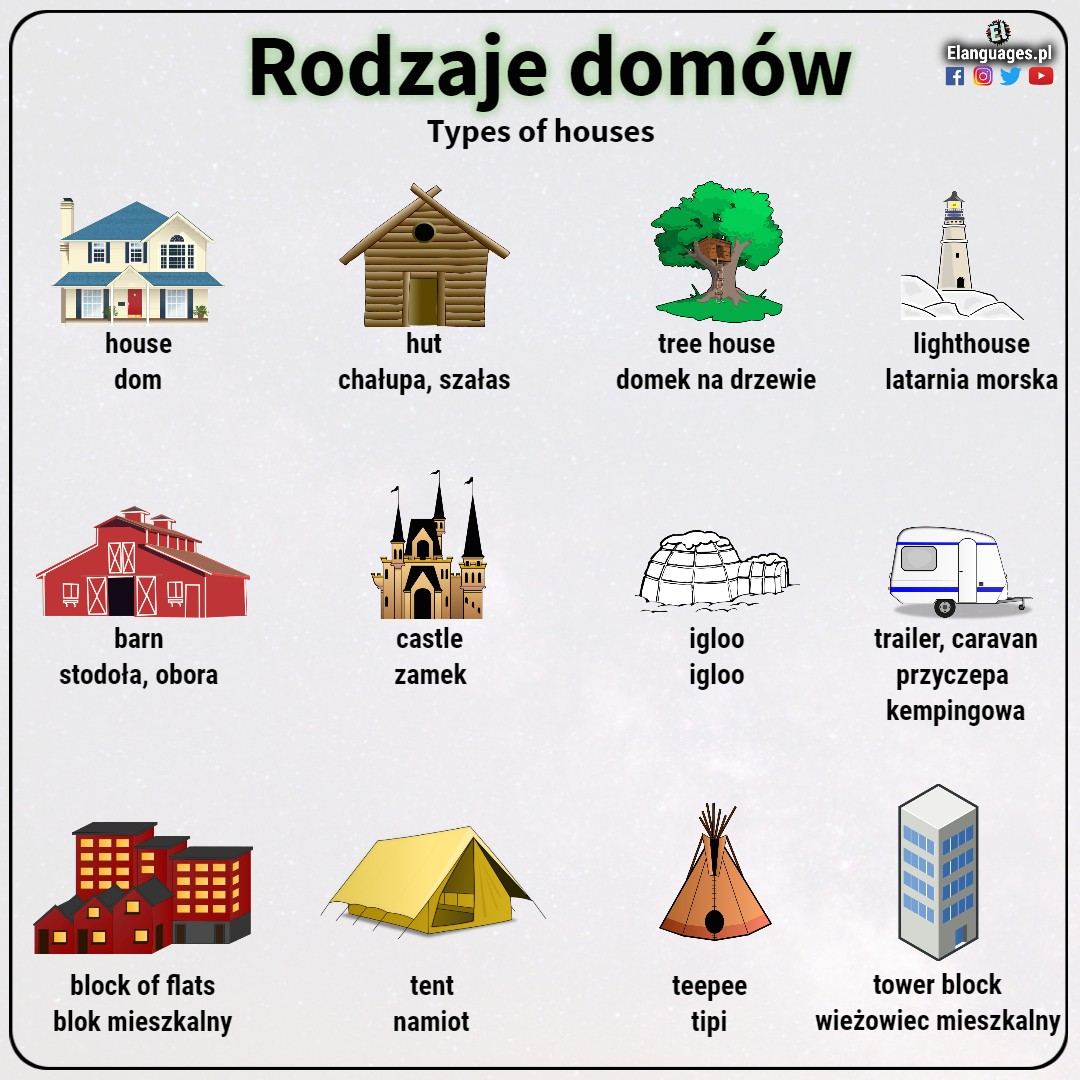 Rodzaje domów
Types of houses
El
Elanguages.pl
house
dom
hut
chałupa, szałas
tree house
domek na drzewie
lighthouse
latarnia morska
barn
stodoła, obora
castle
zamek
igloo
igloo
trailer, caravan
przyczepa
kempingowa
block of flats
blok mieszkalny
tent
namiot
teepee
tipi
tower block
wieżowiec mieszkalny